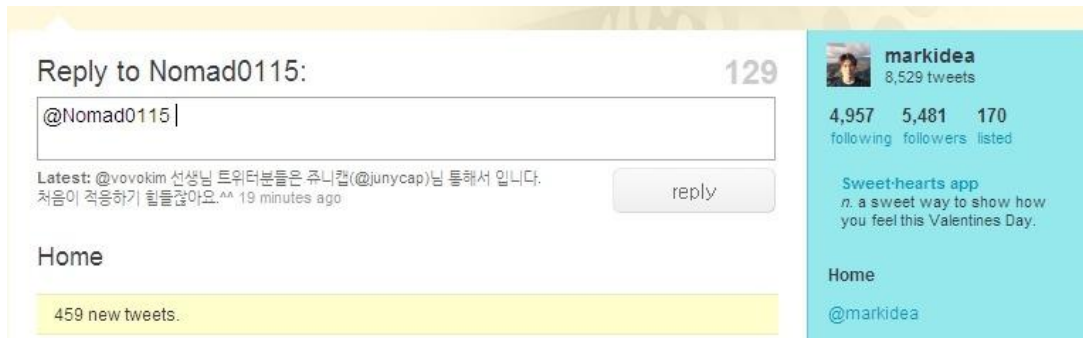 Reply to Nomad0115:
129
@Nomad0115
Latest: @vovokim 선생님 트위터분들은 쥬니캡(@junycap)님 통해서 입니다.
처음이 적응하기 힘들잖아요.^^ 19 minutes ago
reply
Home
459 new tweets.
markidea
8,529 tweets
4,957 5,481 170
following followers listed
Sweet-hearts app
n. a sweet way to show how
you feel this Valentines Day.
Home
@markidea